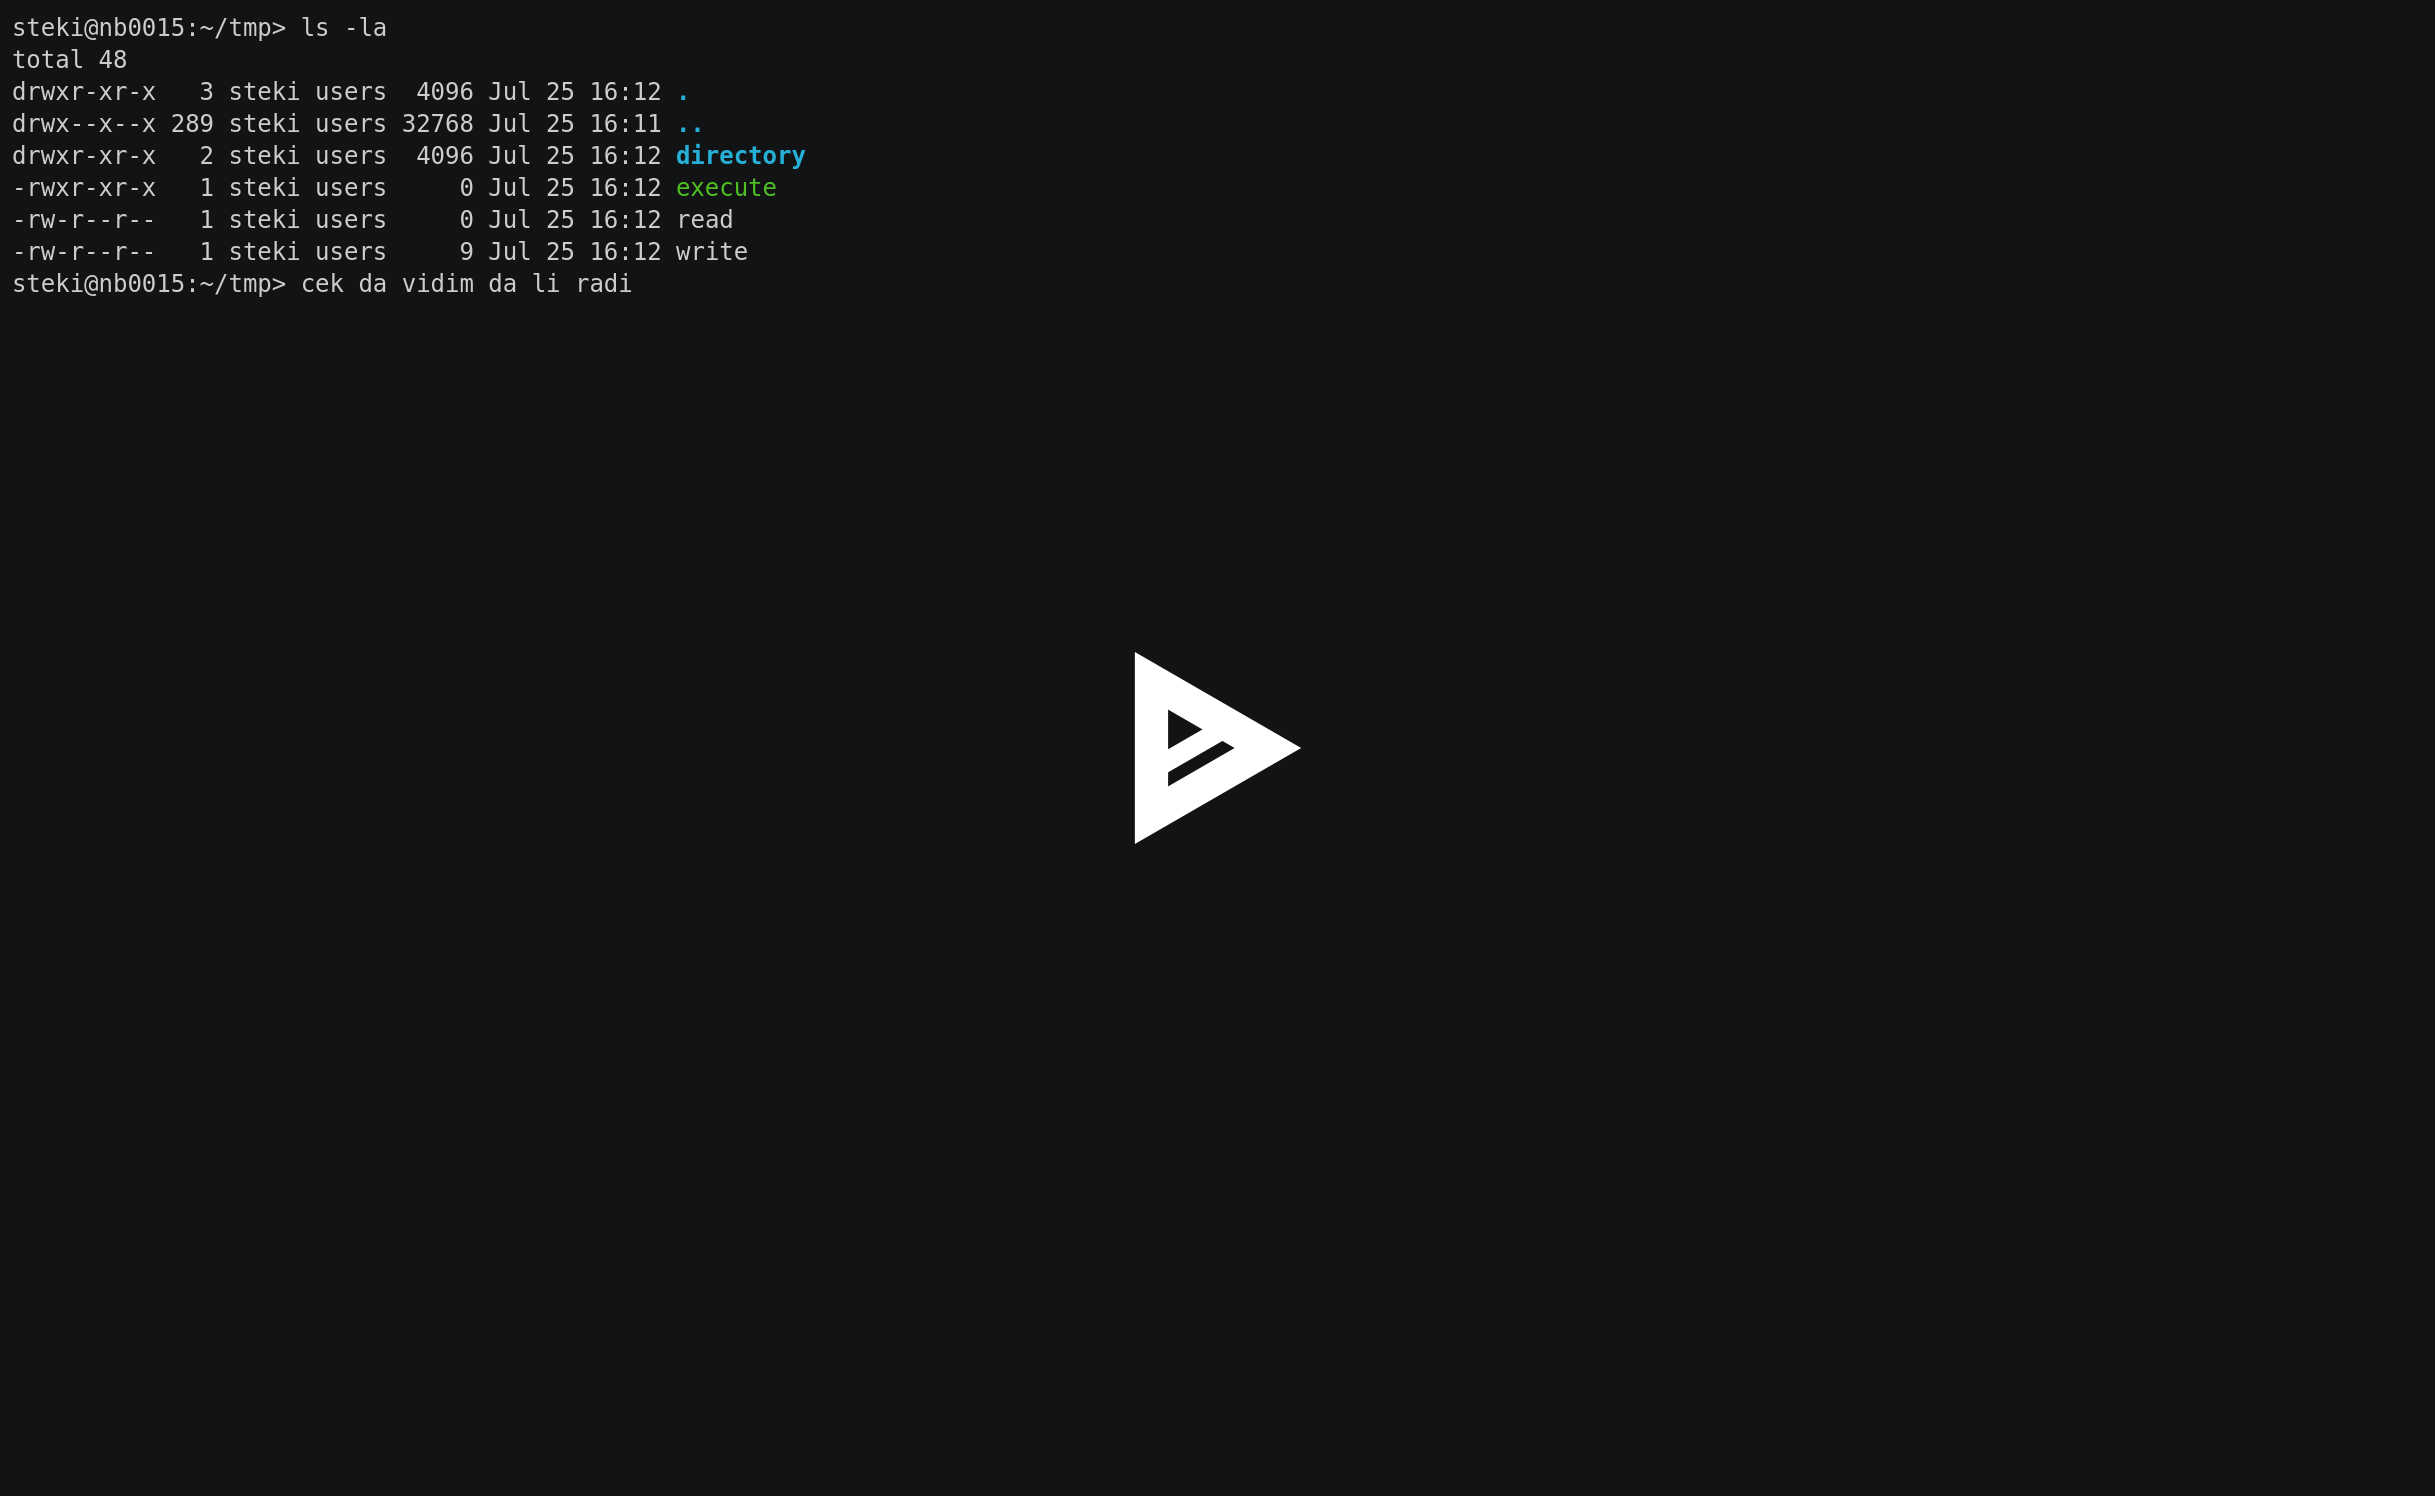 steki@nb0015:~/tmp> ls -la
total 48
drwxr-xr-x   3 steki users  4096 Jul 25 16:12 .
drwx--x--x 289 steki users 32768 Jul 25 16:11 ..
drwxr-xr-x   2 steki users  4096 Jul 25 16:12 directory
-rwxr-xr-x   1 steki users     0 Jul 25 16:12 execute
-rw-r--r--   1 steki users     0 Jul 25 16:12 read
-rw-r--r--   1 steki users     9 Jul 25 16:12 write
steki@nb0015:~/tmp> cek da vidim da li radi